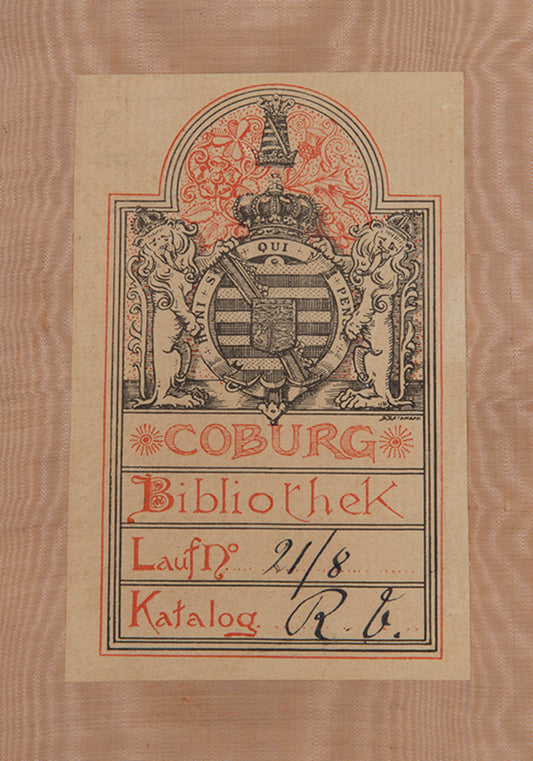 HONI · S QUI PEN
COBURG
Bibliothek
Lauf No 21/8
Katalog R. V.